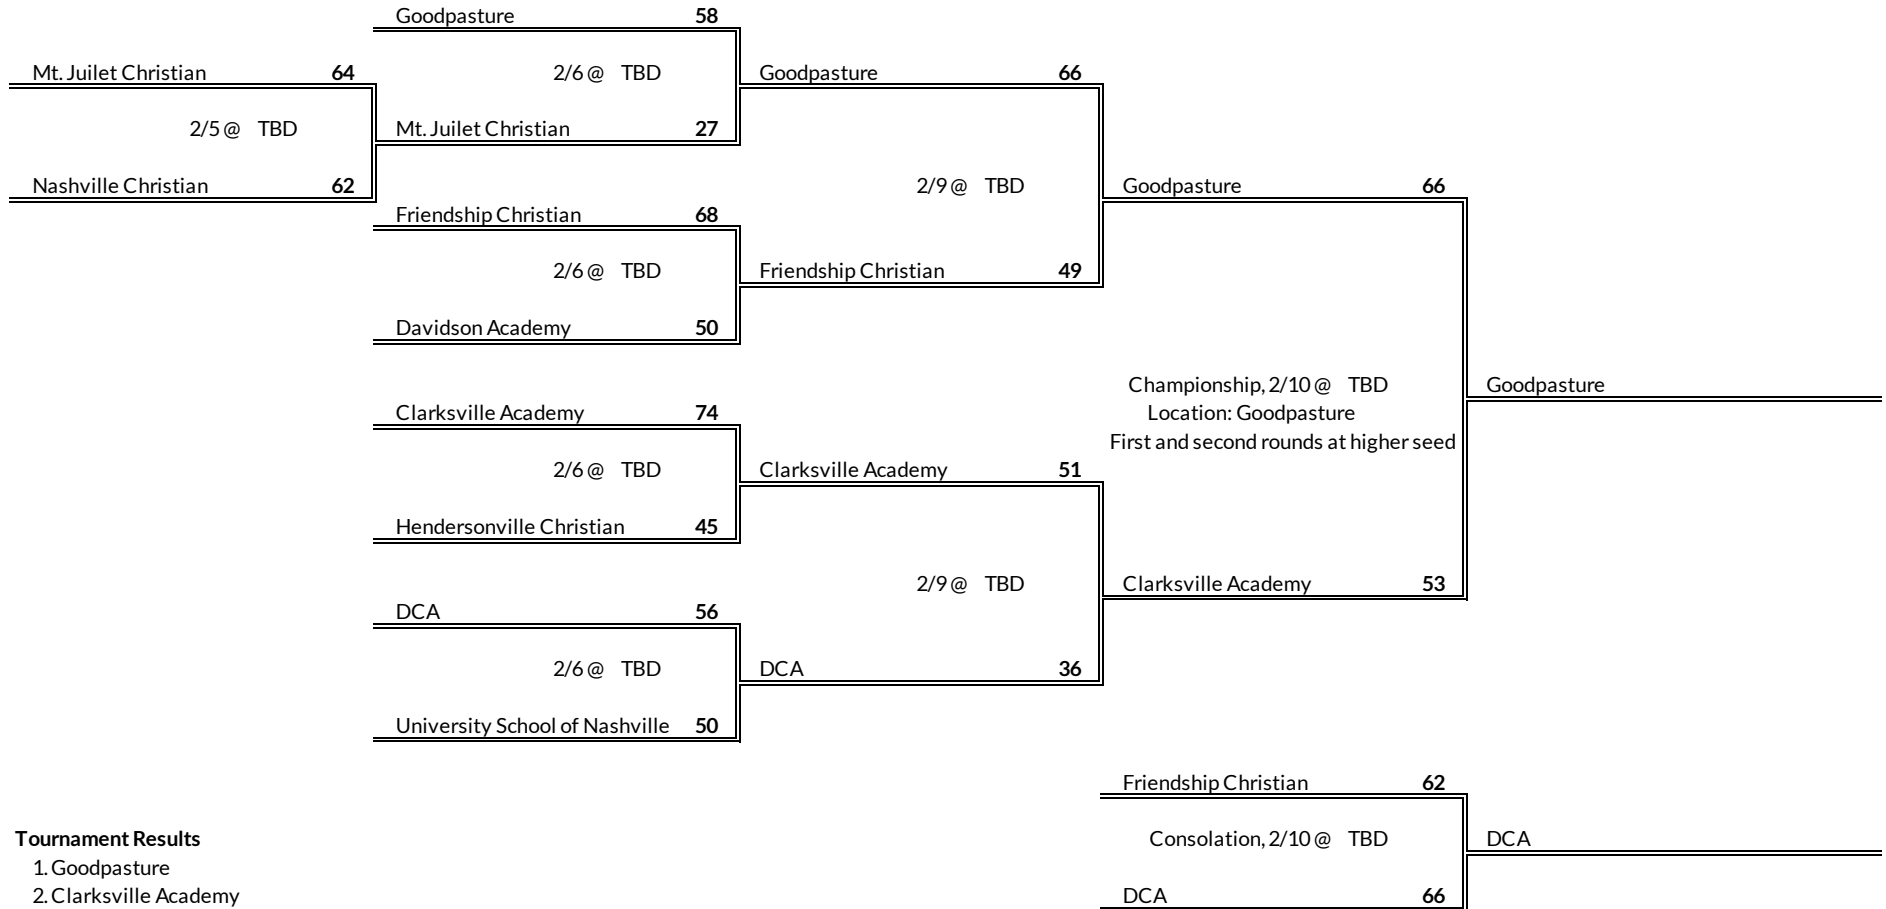 Goodpasture 58
Mt. Juilet Christian 64
2/6 @ TBD
Goodpasture 66
2/5 @ TBD
Mt. Juilet Christian 27
Nashville Christian 62
2/9 @ TBD
Goodpasture 66
Friendship Christian 68
2/6 @ TBD
Friendship Christian 49
Davidson Academy 50
Championship, 2/10 @ TBD
Goodpasture
Clarksville Academy 74
Location: Goodpasture
First and second rounds at higher seed
2/6 @ TBD
Clarksville Academy 51
Hendersonville Christian 45
2/9 @ TBD
Clarksville Academy 53
DCA 56
2/6 @ TBD
DCA 36
University School of Nashville 50
Friendship Christian 62
Tournament Results
Consolation, 2/10 @ TBD
DCA
1. Goodpasture
2. Clarksville Academy
DCA 66